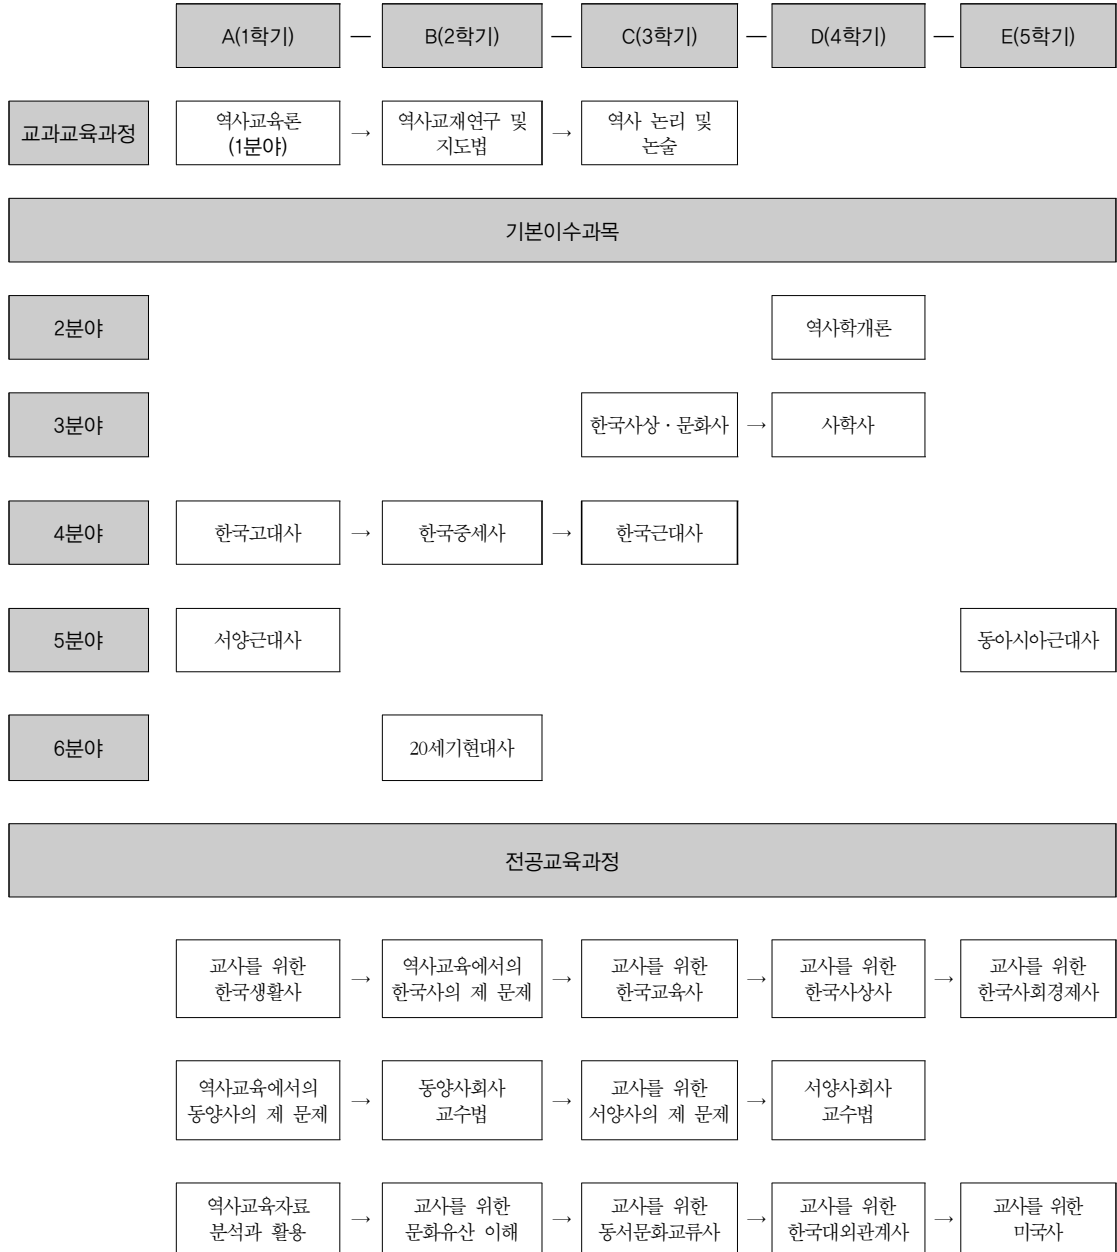 A(1학기) — B(2학기) — C(3학기) — D(4학기) — E(5학기)
교과교육과정
역사교육론
(1분야)
→
역사교재연구 및
지도법
→
역사 논리 및
논술
기본이수과목
2분야
역사학개론
3분야
한국사상 · 문화사 → 사학사
4분야
한국고대사 → 한국중세사 → 한국근대사
5분야
서양근대사
동아시아근대사
6분야
20세기현대사
전공교육과정
교사를 위한
한국생활사
→
역사교육에서의
한국사의 제 문제
→
교사를 위한
한국교육사
→
교사를 위한
한국사상사
→
교사를 위한
한국사회경제사
역사교육에서의
동양사의 제 문제
→
동양사회사
교수법
→
교사를 위한
서양사의 제 문제
→
서양사회사
교수법
역사교육자료
분석과 활용
→
교사를 위한
문화유산 이해
→
교사를 위한
동서문화교류사
→
교사를 위한
한국대외관계사
→
교사를 위한
미국사